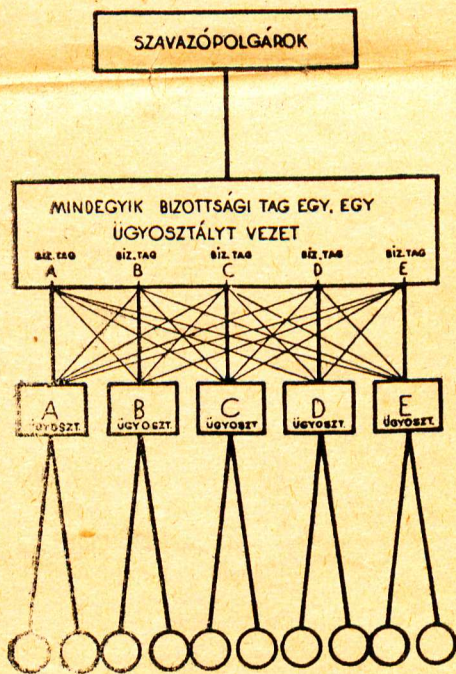 SZAVAZÓPOLGÁROK
MINDEGYIK BIZOTTSÁGI TAG EGY, EGY
ÜGYOSZTÁLYT VEZET
BIZ.TAG BIZ.TAG BIZ.TAG BIZ.TAG BIZ.TAG
A B C D E
A B C D E
ÜGYOSZT. ÜGYOSZT. ÜGYOSZT ÜGYOSZT. ÜGYOSZT.